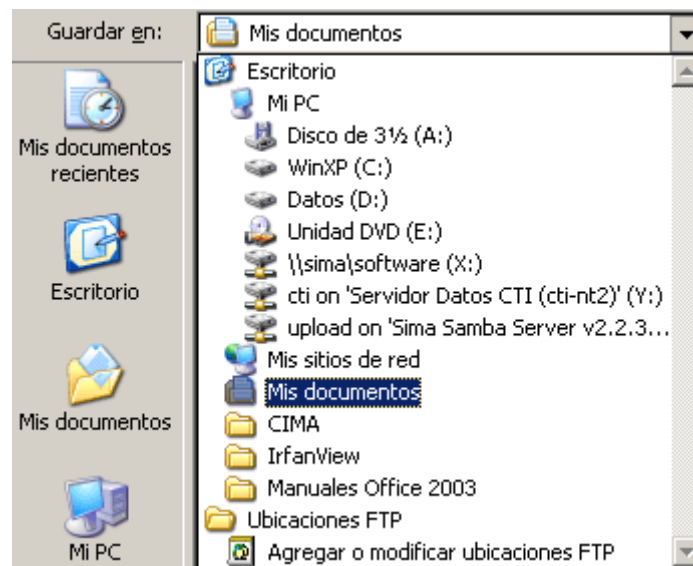 Guardar en:
Mis documentos
Mis documentos
recientes
Escritorio
Mis documentos
Mi PC
Escritorio
Mi PC
Disco de 3½ (A:)
WinXP (C:)
Datos (D:)
Unidad DVD (E:)
\\sima\software (X:)
cti on 'Servidor Datos CTI (cti-nt2)' (Y:)
upload on 'Sima Samba Server v2.2.3...
Mis sitios de red
Mis documentos
CIMA
IrfanView
Manuales Office 2003
Ubicaciones FTP
Agregar o modificar ubicaciones FTP